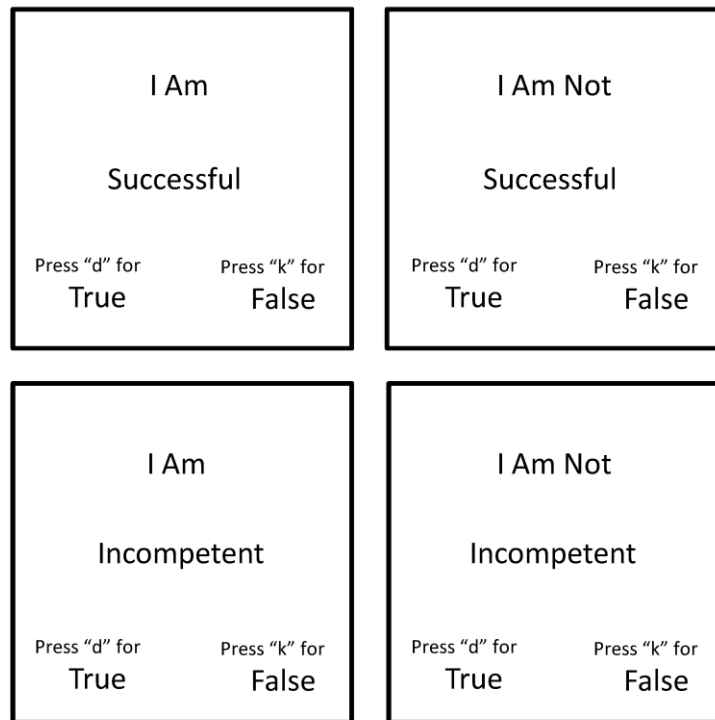 I Am
Successful
Press “d” for
True
Press “k” for
False
I Am Not
Successful
Press “d” for
True
Press “k” for
False
I Am
Incompetent
Press “d” for
True
Press “k” for
False
I Am Not
Incompetent
Press “d” for
True
Press “k” for
False